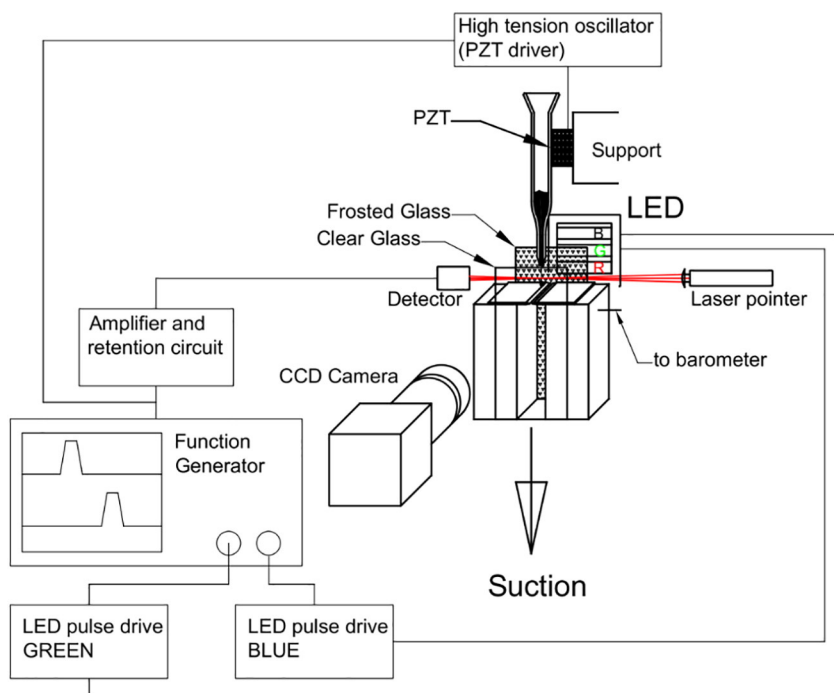 High tension oscillator
(PZT driver)
PZT
Support
LED
Frosted Glass
Clear Glass
B
G
R
Detector
Laser pointer
Amplifier and
retention circuit
to barometer
CCD Camera
Function
Generator
Suction
LED pulse drive
GREEN
LED pulse drive
BLUE